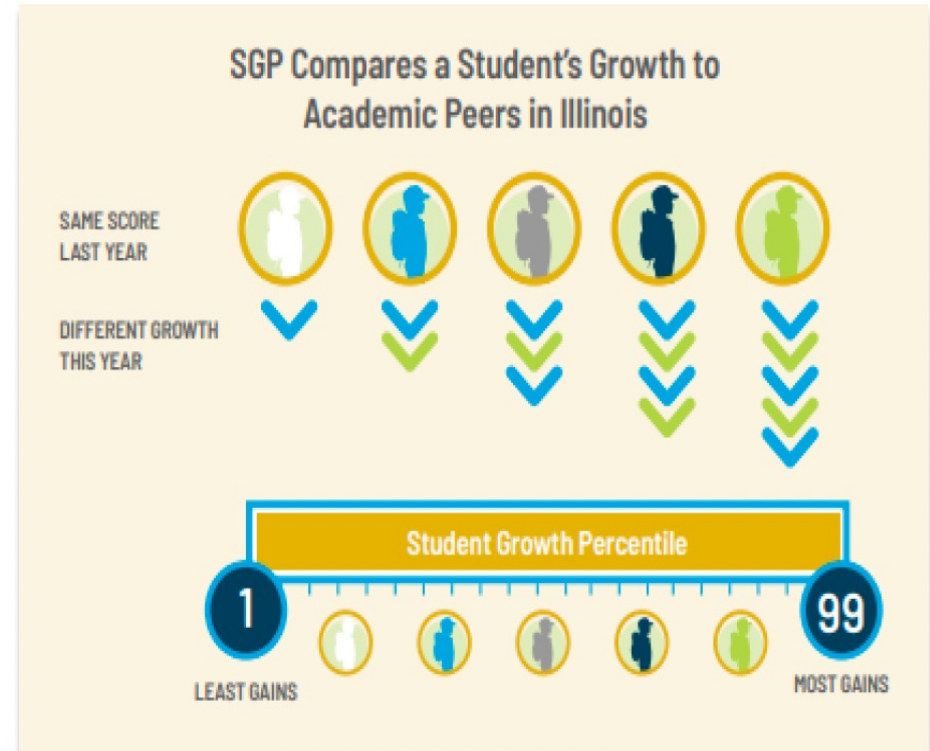 SGP Compares a Student's Growth to
Academic Peers in Illinois
SAME SCORE
LAST YEAR
DIFFERENT GROWTH
THIS YEAR
Student Growth Percentile
1
99
LEAST GAINS
MOST GAINS